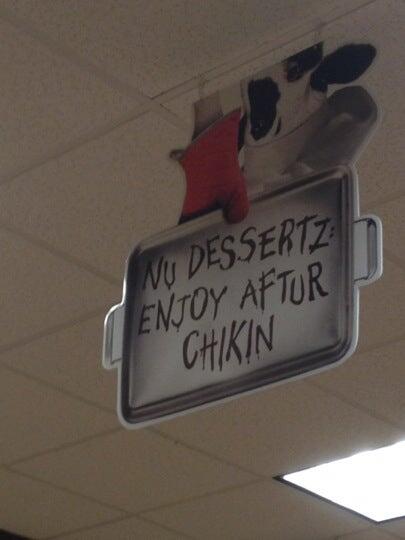 NU DESSERTZ:
ENJOY AFTUR
CHIKIN